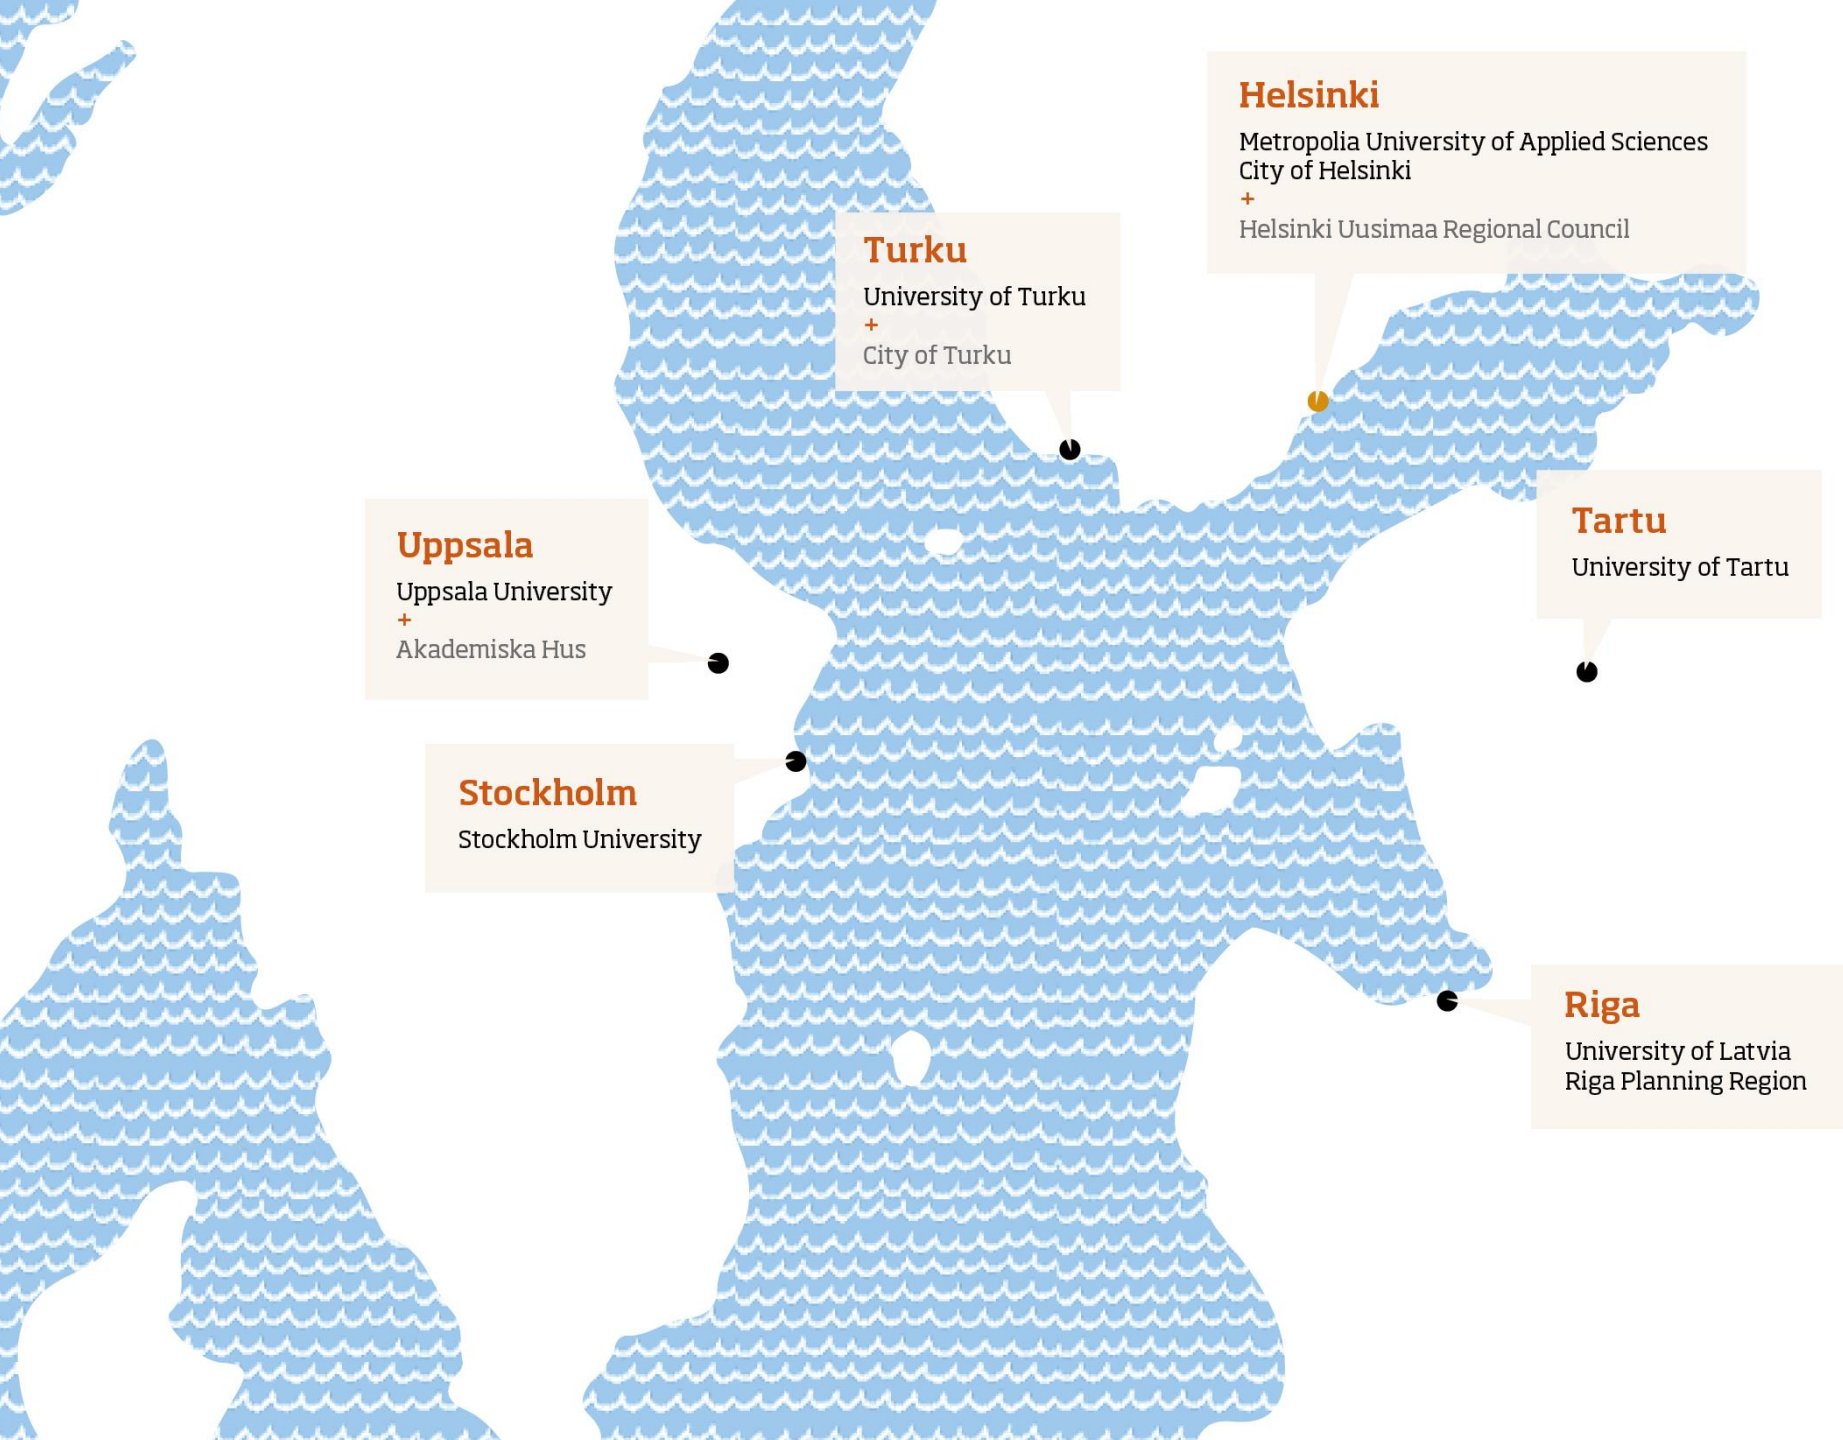 Helsinki
Metropolia University of Applied Sciences
City of Helsinki
+
Helsinki Uusimaa Regional Council
Turku
University of Turku
+
City of Turku
Tartu
University of Tartu
Uppsala
Uppsala University
+
Akademiska Hus
Stockholm
Stockholm University
Riga
University of Latvia
Riga Planning Region